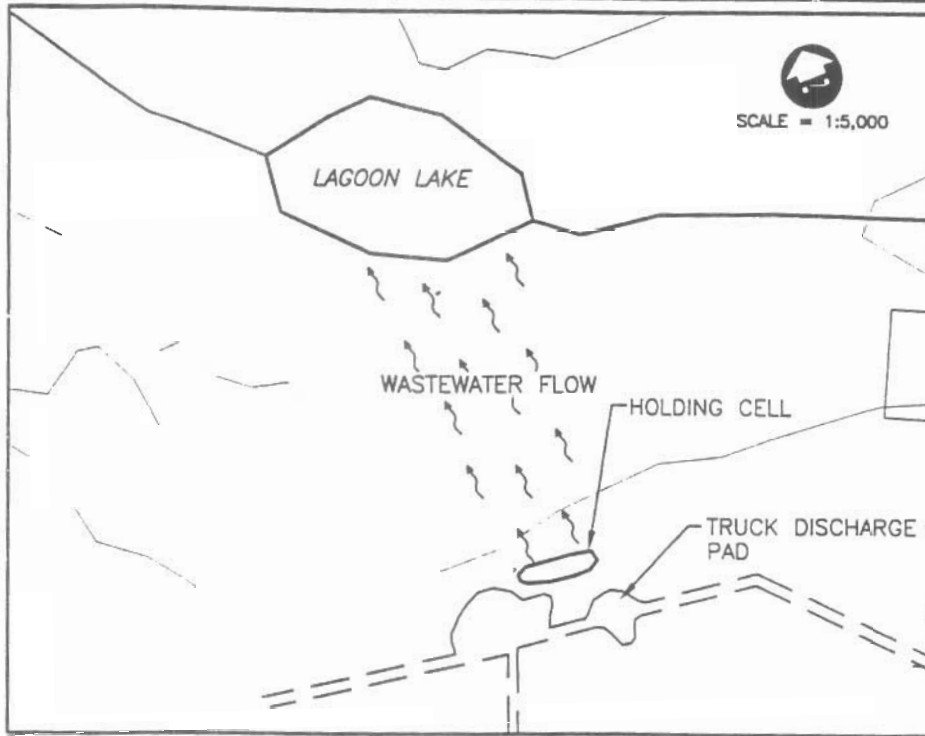 SCALE = 1:5,000
LAGOON LAKE
WASTEWATER FLOW
HOLDING CELL
TRUCK DISCHARGE
PAD